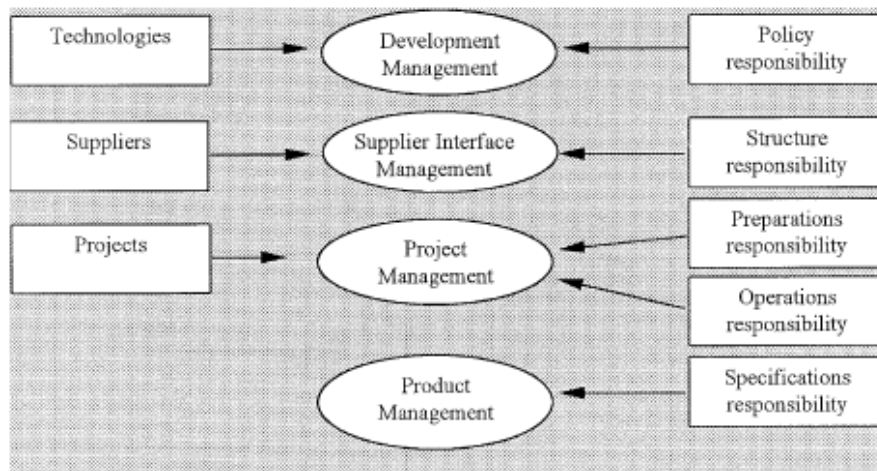 Technologies
Development
Management
Policy
responsibility
Suppliers
Supplier Interface
Management
Structure
responsibility
Projects
Project
Management
Preparations
responsibility
Operations
responsibility
Product
Management
Specifications
responsibility